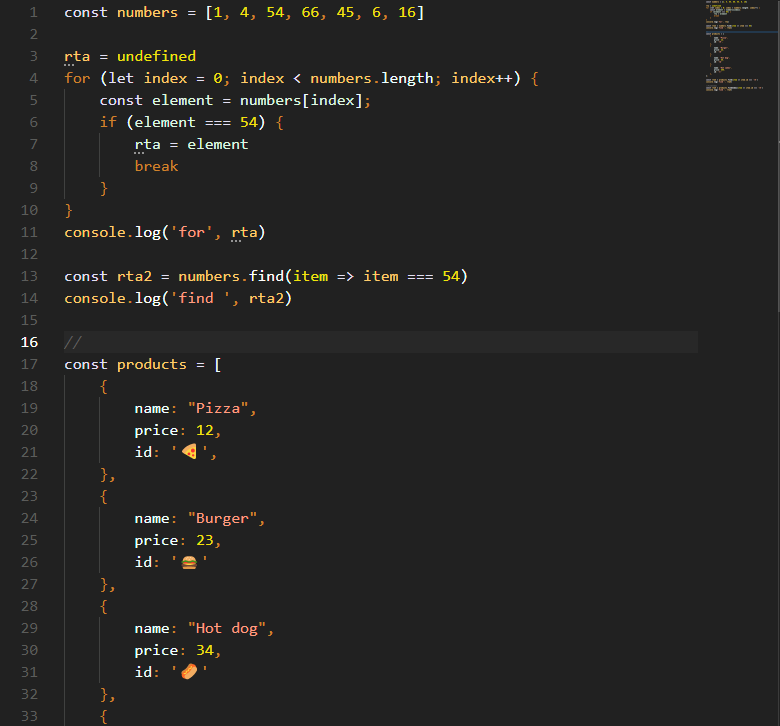 1 const numbers = [1, 4, 54, 66, 45, 6, 16]
2
3 rta = undefined
4 for (let index = 0; index < numbers.length; index++) {
5     const element = numbers[index];
6     if (element === 54) {
7         rta = element
8         break
9     }
10 }
11 console.log('for', rta)
12
13 const rta2 = numbers.find(item => item === 54)
14 console.log('find ', rta2)
15
16 //
17 const products = [
18     {
19         name: "Pizza",
20         price: 12,
21         id: '🍕',
22     },
23     {
24         name: "Burger",
25         price: 23,
26         id: '🍔'
27     },
28     {
29         name: "Hot dog",
30         price: 34,
31         id: '🌭'
32     },
33     {